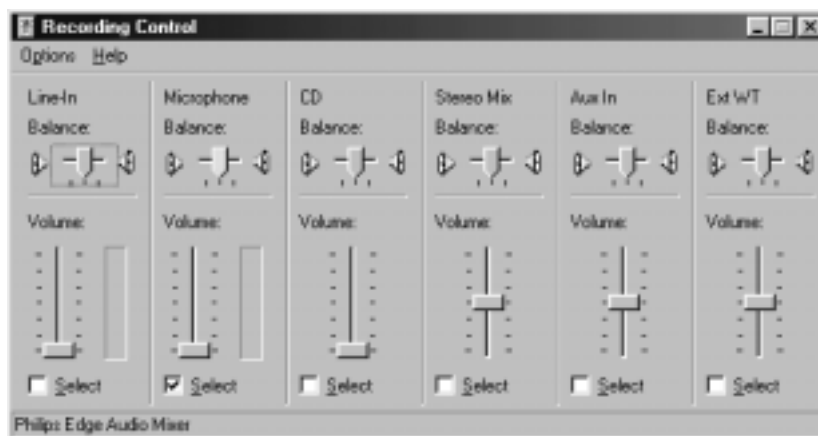 Recording Control
Options Help
Line-In Microphone CD Stereo Mix Aux In Ext WT
Balance: Balance: Balance: Balance: Balance: Balance:
Volume: Volume: Volume: Volume: Volume: Volume:
Select Select Select Select Select Select
Philips Edge Audio Mixer